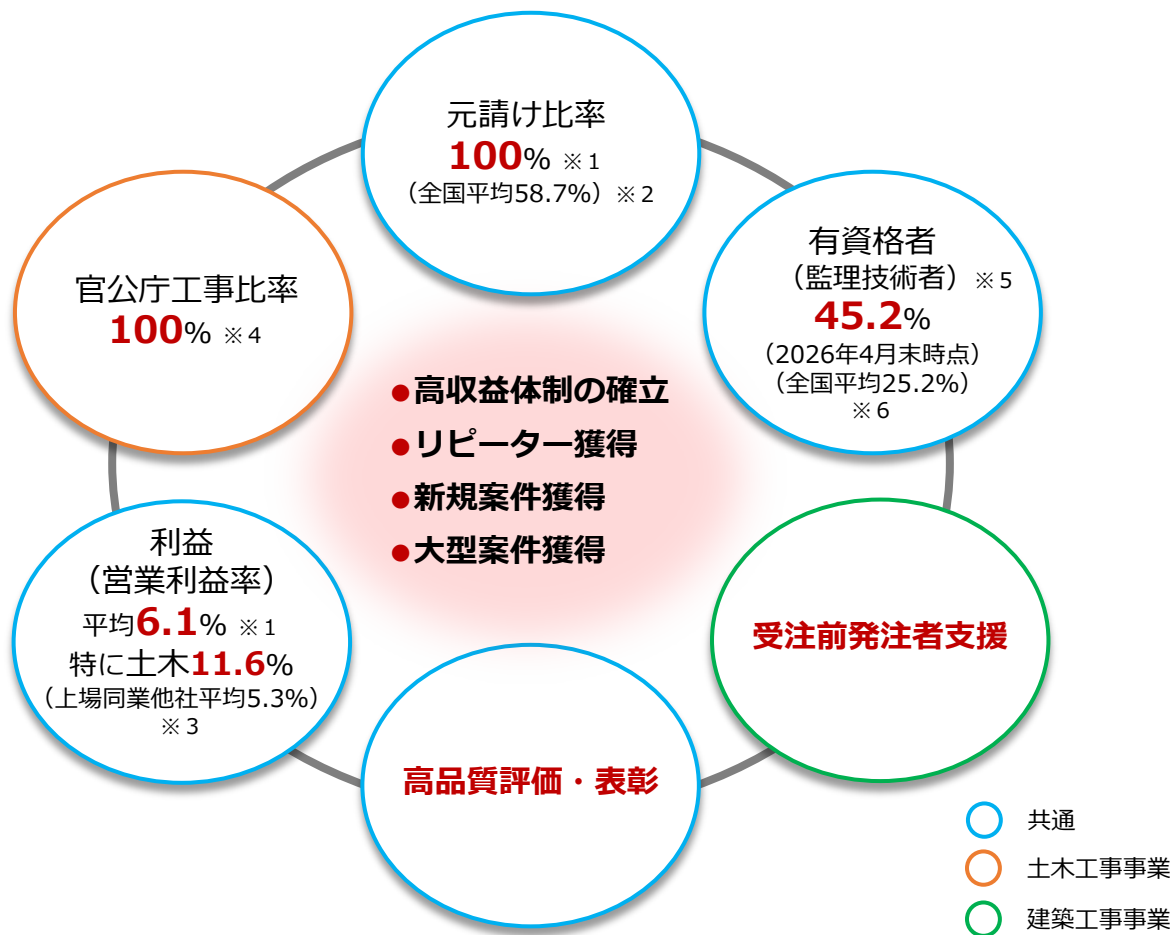 元請け比率
100% ※１
（全国平均58.7%）※２
有資格者
（監理技術者）※５
45.2%
（2026年4月末時点）
（全国平均25.2%）
※６
官公庁工事比率
100% ※４
●高収益体制の確立
●リピーター獲得
●新規案件獲得
●大型案件獲得
利益
（営業利益率）
平均6.1% ※１
特に土木11.6%
（上場同業他社平均5.3%）
※３
受注前発注者支援
高品質評価・表彰
共通
土木工事事業
建築工事事業